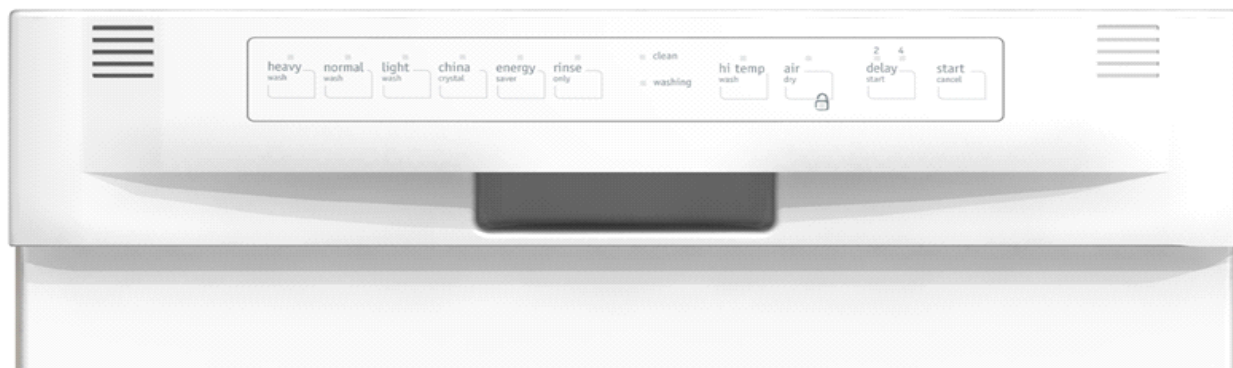 heavy
wash
normal
wash
light
wash
china
crystal
energy
saver
rinse
only
clean
washing
hi temp
wash
air
dry
2 4
delay
start
start
cancel